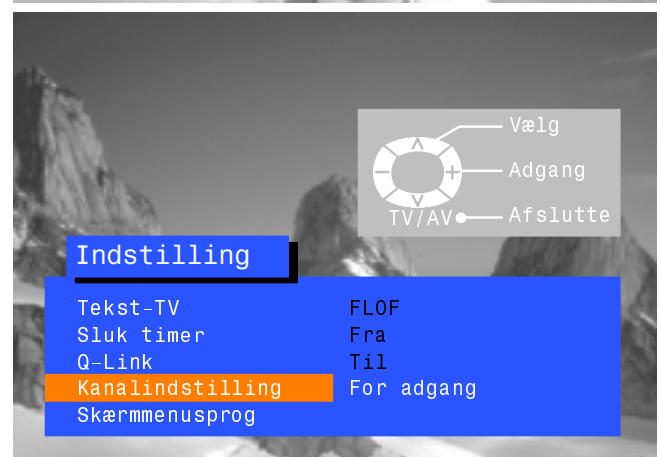 Vælg
Adgang
TV/AV Afslutte
Indstilling
Tekst-TV FLOF
Sluk timer Fra
Q-Link Til
Kanalindstilling For adgang
Skærmmenusprog